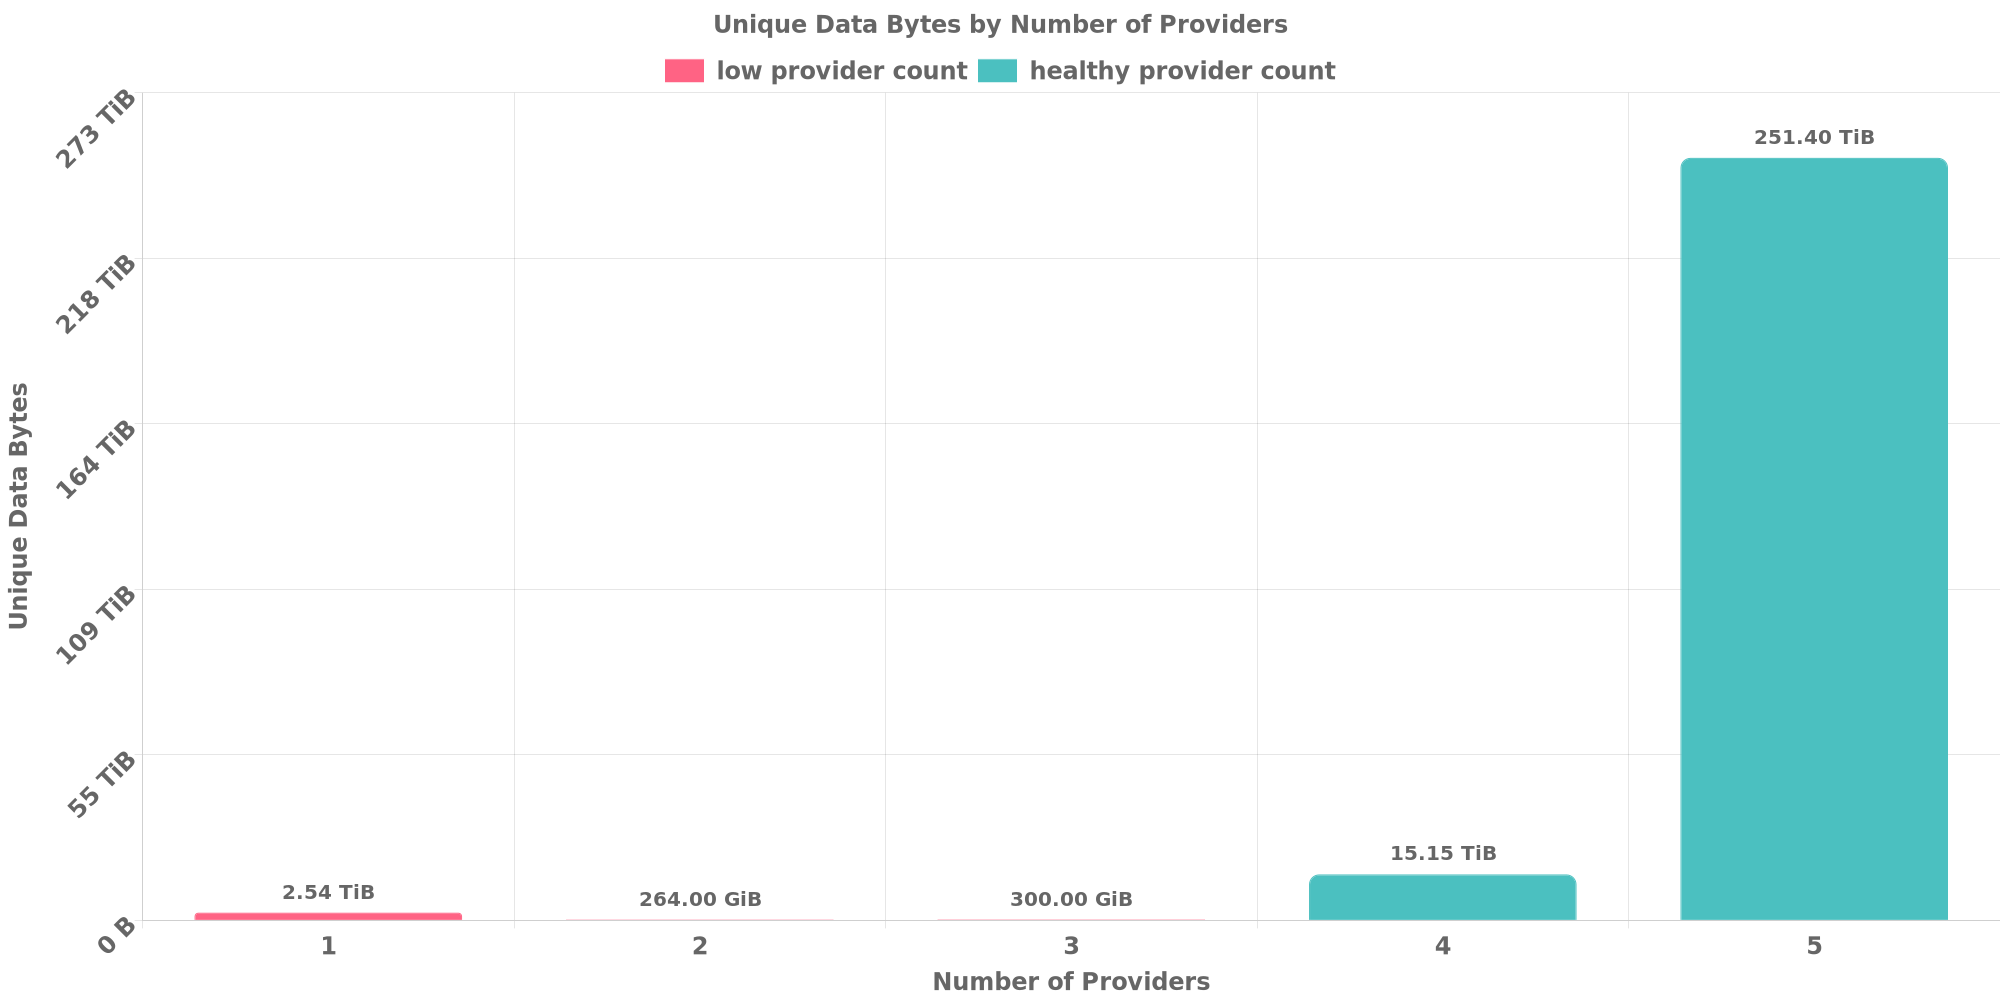 Unique Data Bytes by Number of Providers
low provider count healthy provider count
273 TiB
218 TiB
164 TiB
109 TiB
55 TiB
0 B
Unique Data Bytes
2.54 TiB
264.00 GiB
300.00 GiB
15.15 TiB
251.40 TiB
1 2 3 4 5
Number of Providers